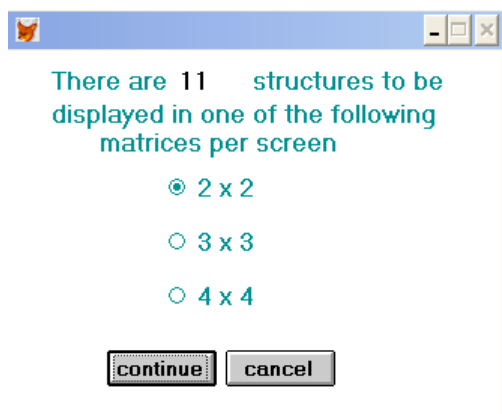 There are 11 structures to be
displayed in one of the following
matrices per screen
2 x 2
3 x 3
4 x 4
continue cancel